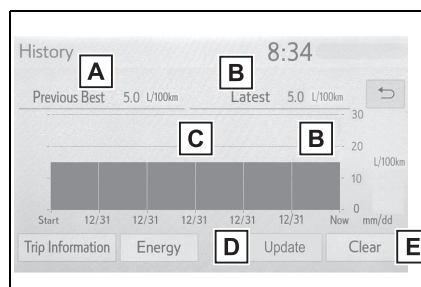 History 8:34
A B
Previous Best 5.0 L/100km Latest 5.0 L/100km
30
C B
20
L/100km
10
0
Start 12/31 12/31 12/31 12/31 12/31 Now mm/dd
Trip Information Energy D Update Clear E